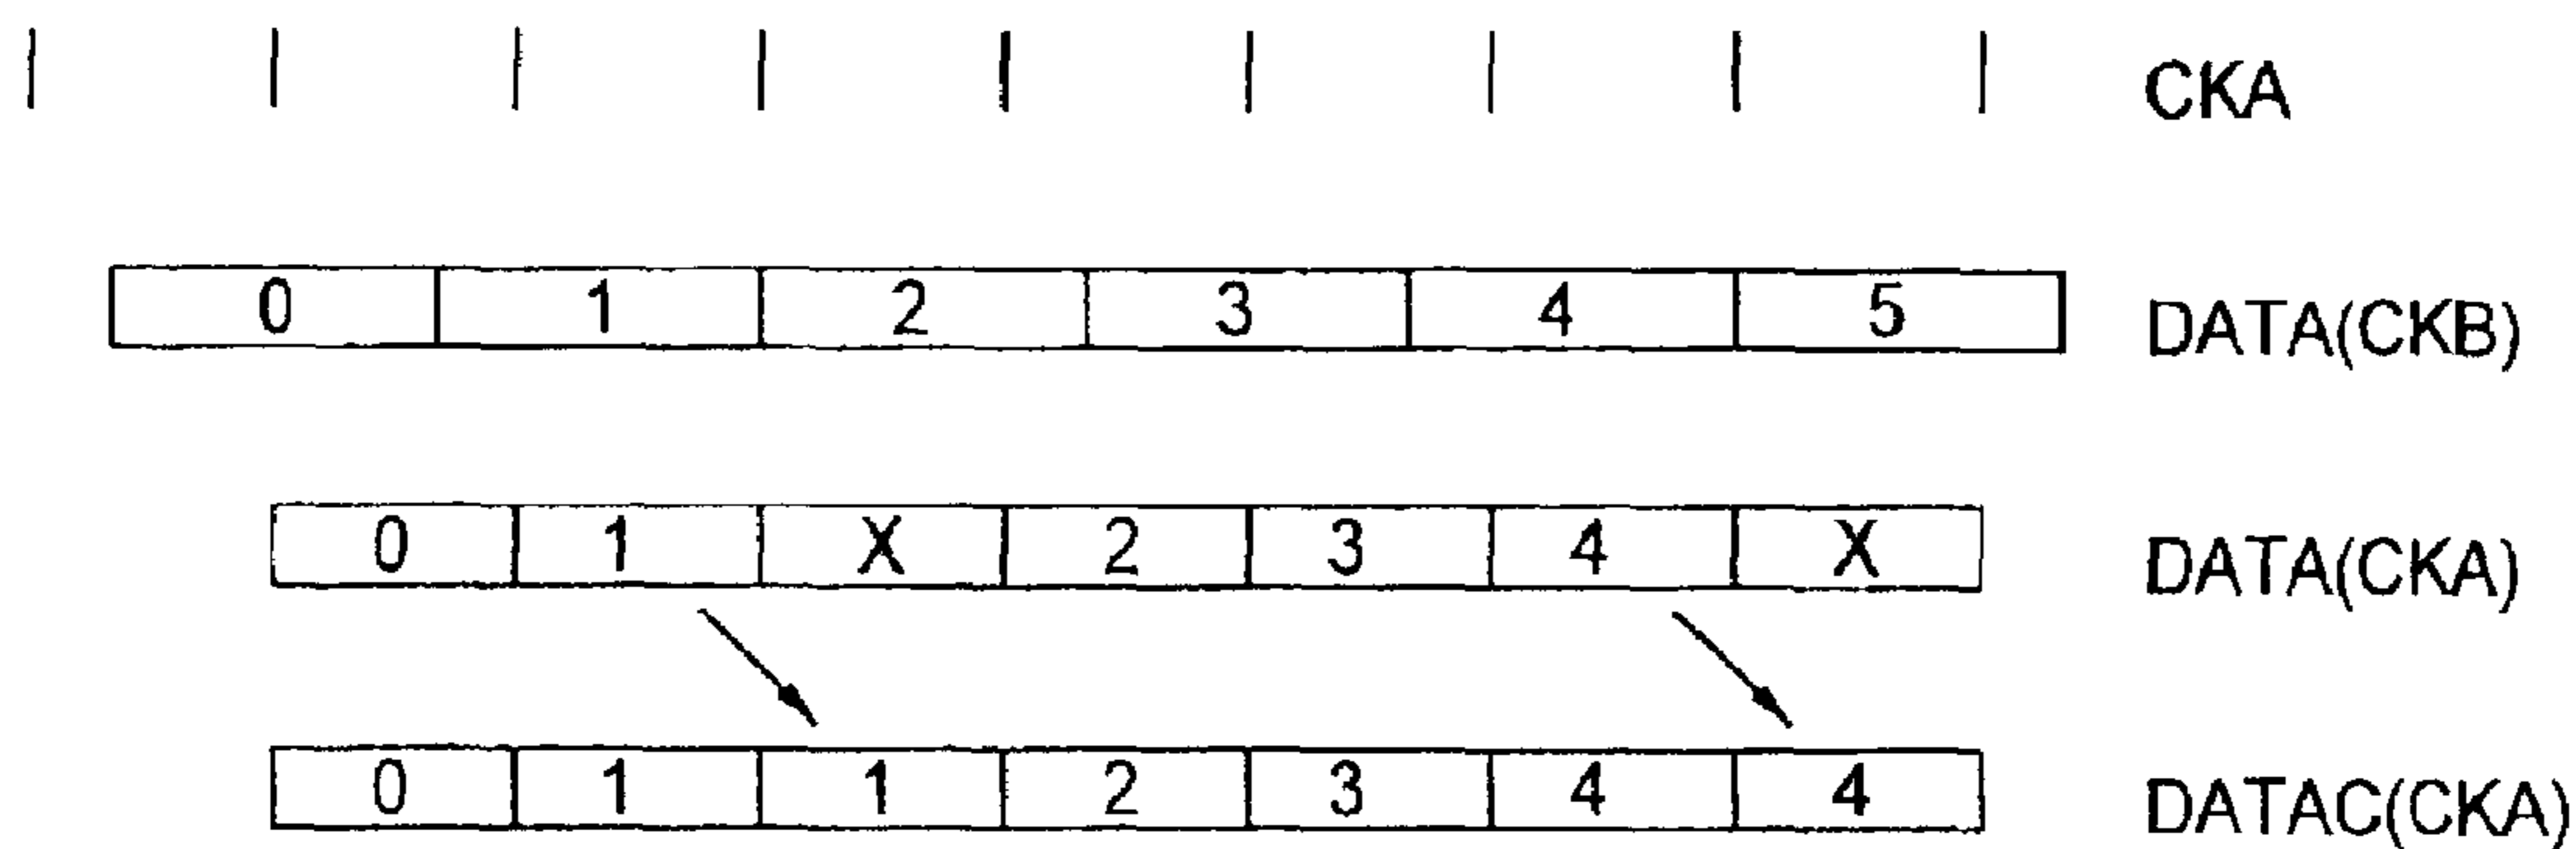 CKA
0 1 2 3 4 5 DATA(CKB)
0 1 X 2 3 4 X DATA(CKA)
0 1 1 2 3 4 4 DATAC(CKA)